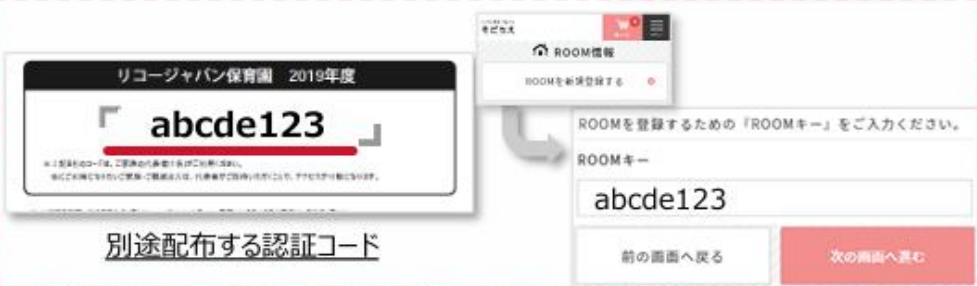 リコージャパン保育園 2019年度
abcde123
別途配布する認証コード
そだちえ
ROOM情報
ROOMを新規登録する
ROOMを登録するための『ROOMキー』をご入力ください。
ROOMキー
abcde123
前の画面へ戻る
次の画面へ進む